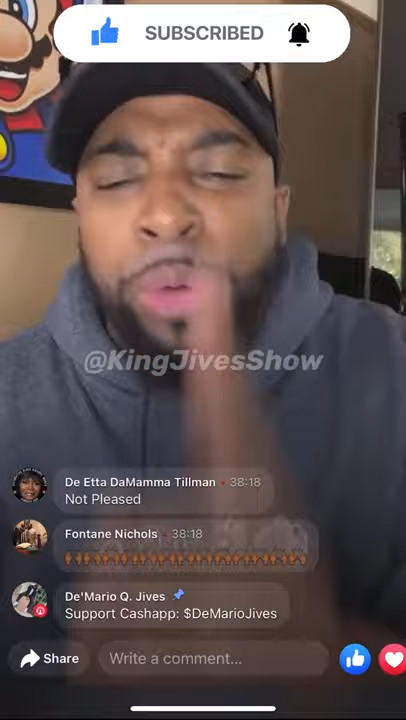 SUBSCRIBED
@KingJivesShow
De Etta DaMamma Tillman • 38:18
Not Pleased
Fontane Nichols • 38:18
De'Mario Q. Jives
Support Cashapp: $DeMarioJives
Share
Write a comment...